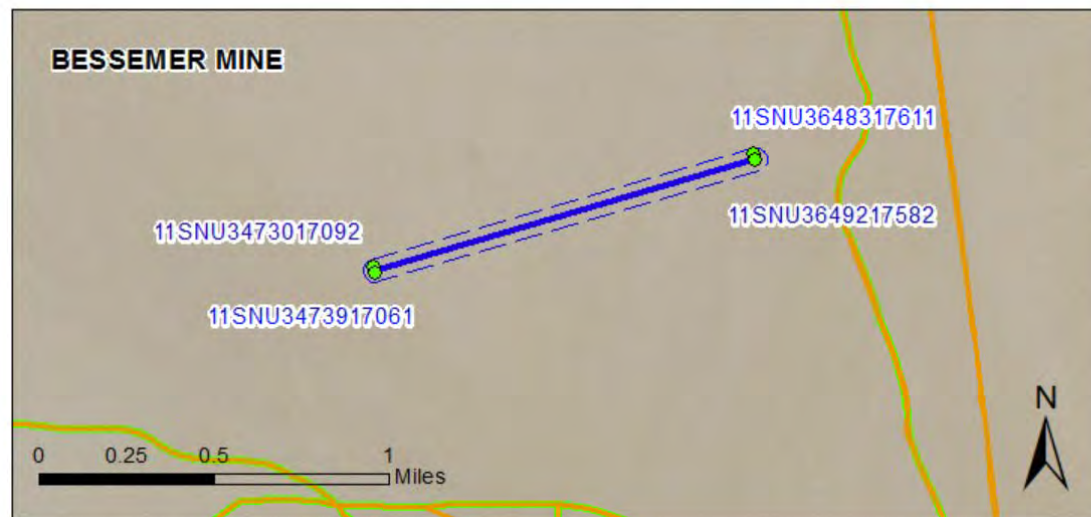 BESSEMER MINE
11SNU3648317611
11SNU3649217582
11SNU3473017092
11SNU3473917061
N
0 0.25 0.5 1
Miles